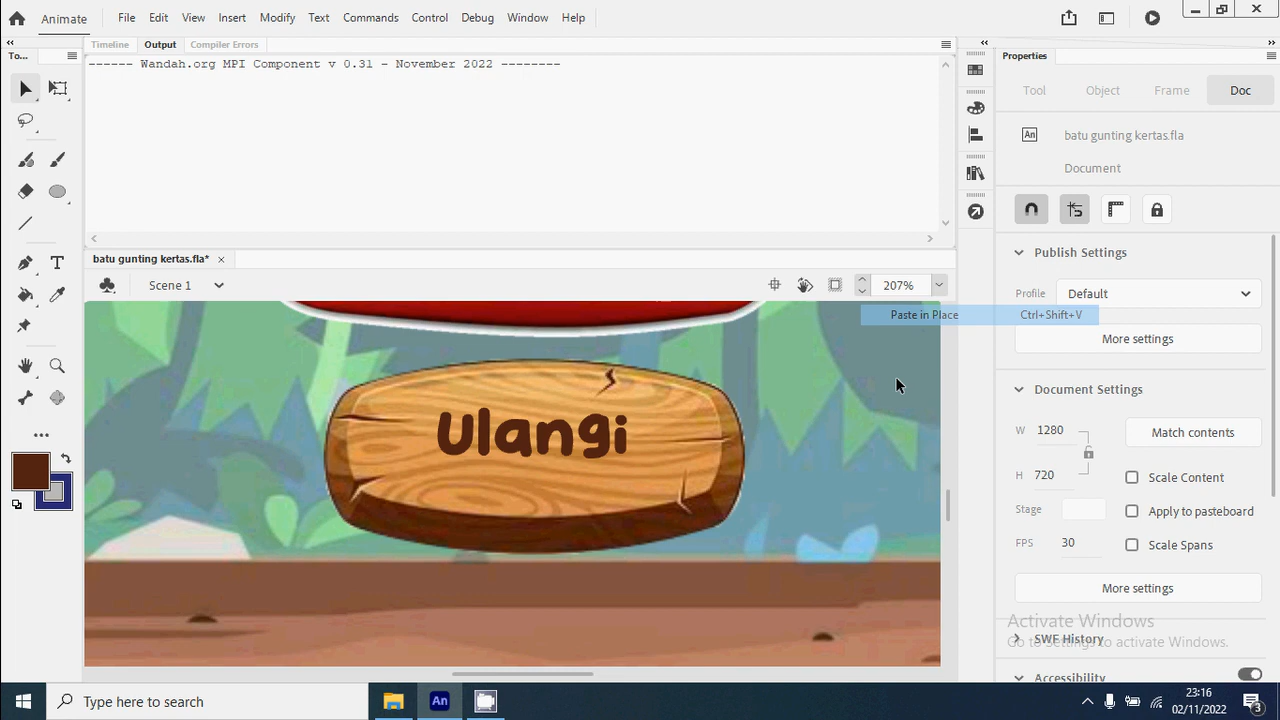 Animate
File Edit View Insert Modify Text Commands Control Debug Window Help
To...
Timeline Output Compiler Errors
------ Wandah.org MPI Component v 0.31 - November 2022 --------
batu gunting kertas.fla*
Scene 1
207%
Paste in Place Ctrl+Shift+V
Ulangi
Properties
Tool Object Frame Doc
An batu gunting kertas.fla
Document
Publish Settings
Profile Default
More settings
Document Settings
W 1280
Match contents
H 720
Scale Content
Stage
Apply to pasteboard
FPS 30
Scale Spans
More settings
Activate Windows
SWF History
Go to Settings to activate Windows.
Accessibility
Type here to search
An
23:16
02/11/2022
3